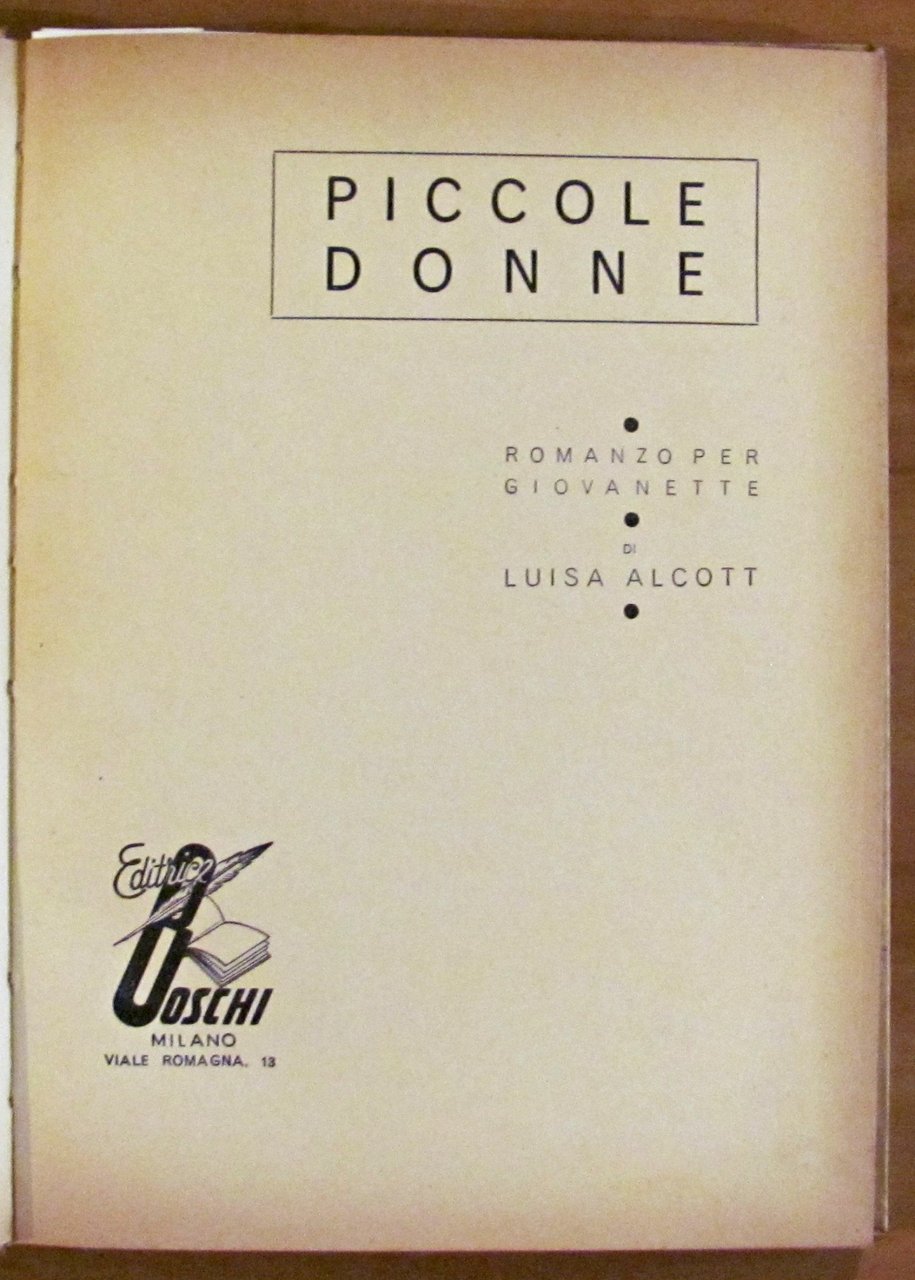 PICCOLE
DONNE
ROMANZO PER
GIOVANETTE
DI
LUISA ALCOTT
Editrice
BOSCHI
MILANO
VIALE ROMAGNA, 13